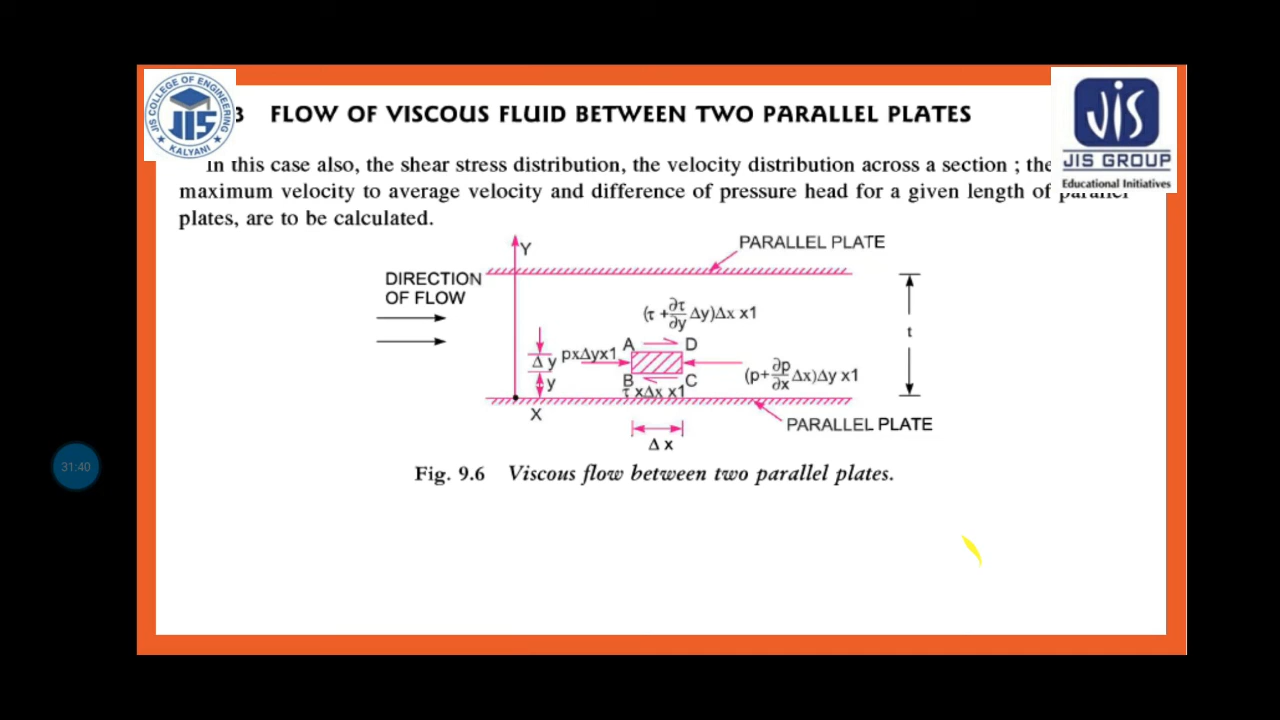 JIS COLLEGE OF ENGINEERING
JIS
KALYANI
3 FLOW OF VISCOUS FLUID BETWEEN TWO PARALLEL PLATES
JIS
JIS GROUP
Educational Initiatives
In this case also, the shear stress distribution, the velocity distribution across a section ; the
maximum velocity to average velocity and difference of pressure head for a given length of parallel
plates, are to be calculated.
Y
PARALLEL PLATE
DIRECTION
OF FLOW
(τ + ∂τ/∂y Δy)Δx x1
t
A
D
Δ y
pxΔyx1
(p+ ∂p/∂x Δx)Δy x1
y
B
C
τ xΔx x1
X
PARALLEL PLATE
Δ x
31:40
Fig. 9.6 Viscous flow between two parallel plates.